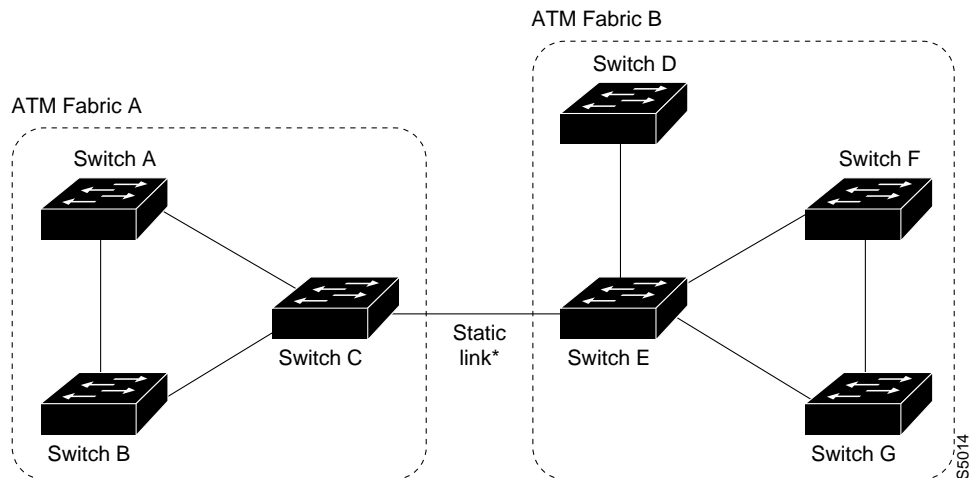 ATM Fabric A
Switch A
Switch B
Switch C
Static
link*
ATM Fabric B
Switch D
Switch E
Switch F
Switch G
S5014